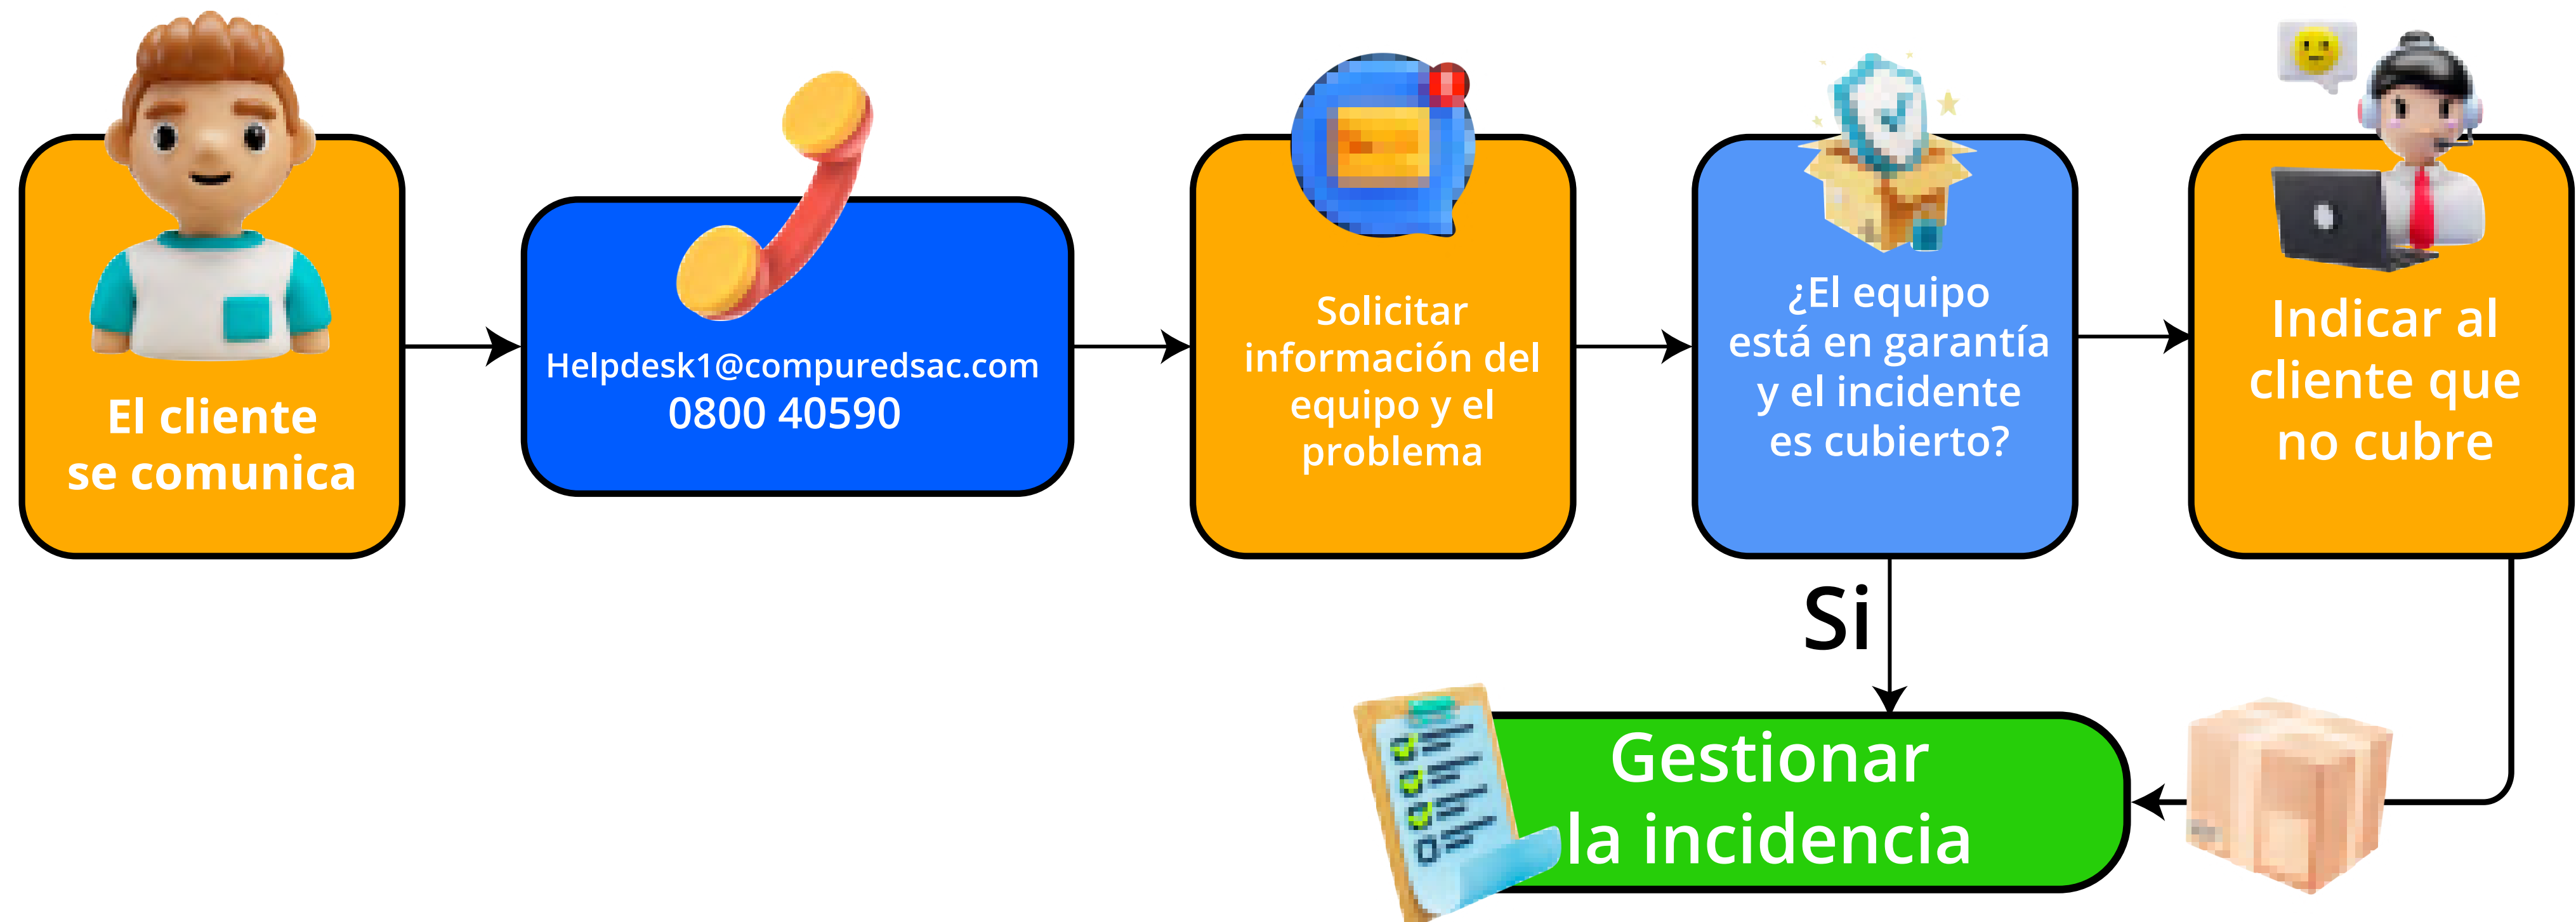 El cliente
se comunica
Helpdesk1@compuredsac.com
0800 40590
Solicitar
información del
equipo y el
problema
¿El equipo
está en garantía
y el incidente
es cubierto?
Indicar al
cliente que
no cubre
Si
Gestionar
la incidencia